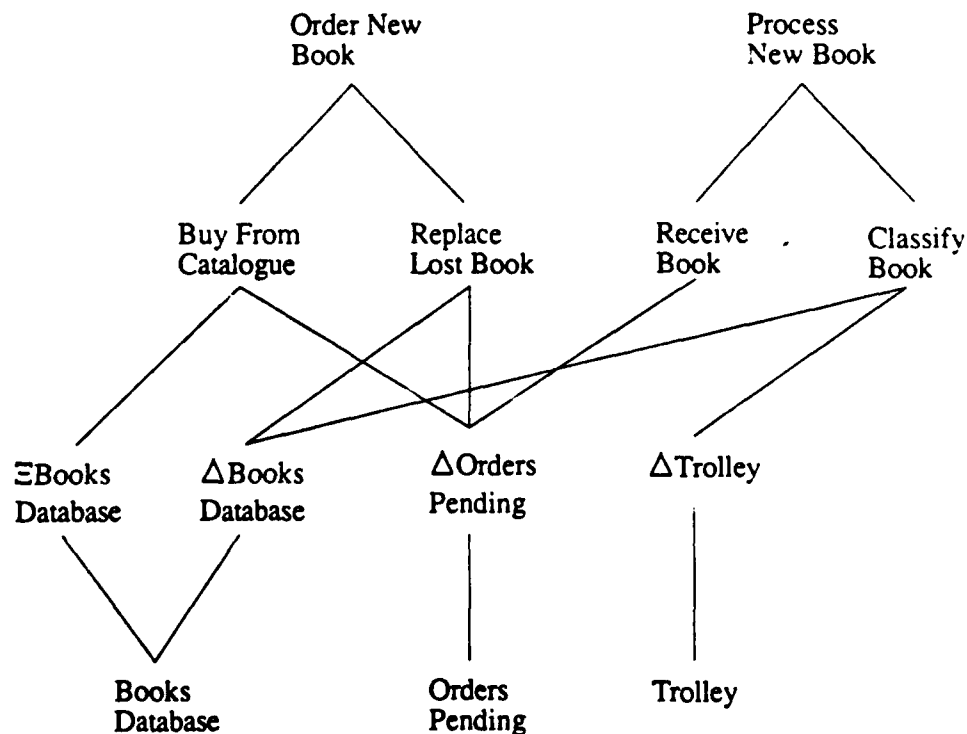 Order New
Book
Process
New Book
Buy From
Catalogue
Replace
Lost Book
Receive
Book
Classify
Book
ΞBooks
Database
ΔBooks
Database
ΔOrders
Pending
ΔTrolley
Books
Database
Orders
Pending
Trolley